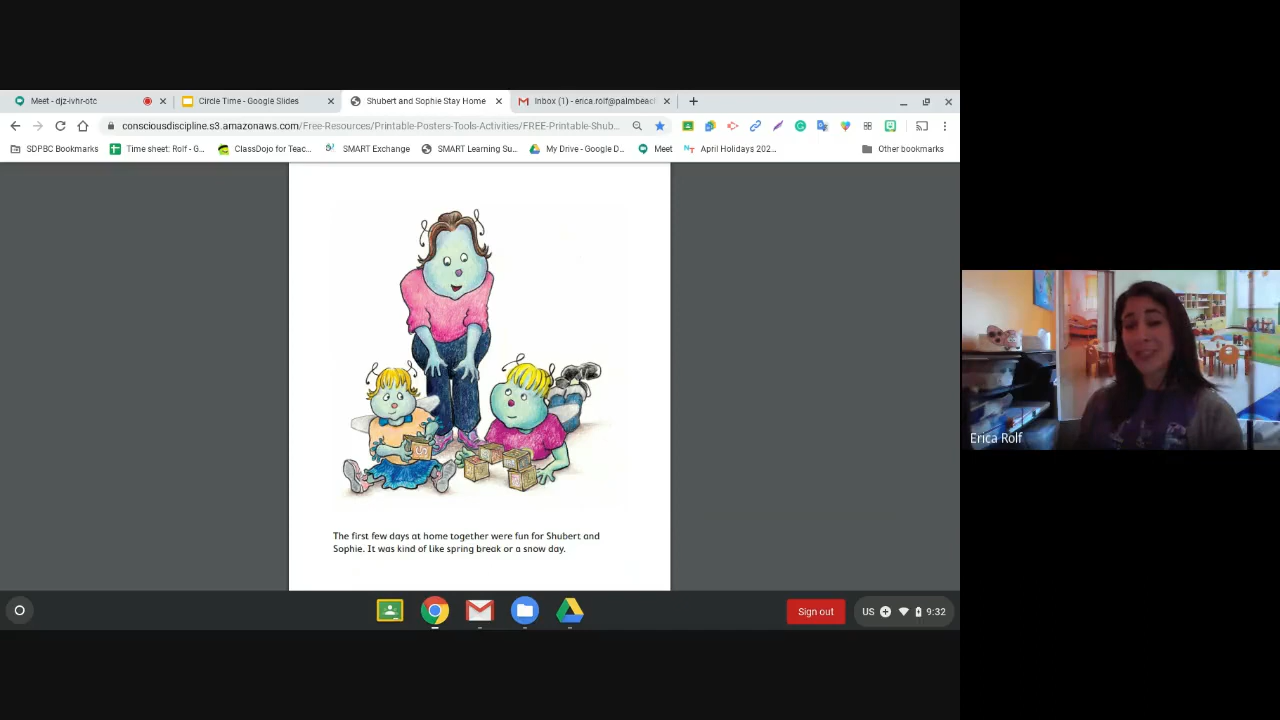 Meet - djz-ivhr-otc
Circle Time - Google Slides
Shubert and Sophie Stay Home
Inbox (1) - erica.rolf@palmbeach
consciousdiscipline.s3.amazonaws.com/Free-Resources/Printable-Posters-Tools-Activities/FREE-Printable-Shub...
SDPBC Bookmarks
Time sheet: Rolf - G...
ClassDojo for Teac...
SMART Exchange
SMART Learning Su...
My Drive - Google D...
Meet
April Holidays 202...
Other bookmarks
The first few days at home together were fun for Shubert and
Sophie. It was kind of like spring break or a snow day.
Erica Rolf
Sign out
US
9:32